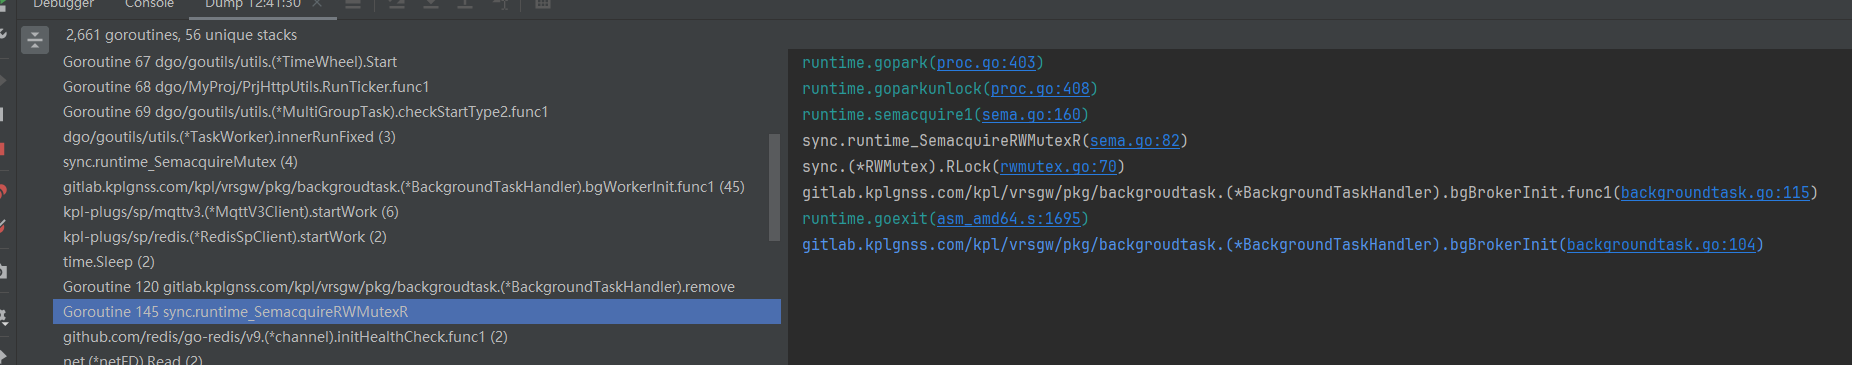 Debugger Console Dump 12:41:30
2,661 goroutines, 56 unique stacks
Goroutine 67 dgo/goutils/utils.(*TimeWheel).Start
Goroutine 68 dgo/MyProj/PrjHttpUtils.RunTicker.func1
Goroutine 69 dgo/goutils/utils.(*MultiGroupTask).checkStartType2.func1
dgo/goutils/utils.(*TaskWorker).innerRunFixed (3)
sync.runtime_SemacquireMutex (4)
gitlab.kplgnss.com/kpl/vrsgw/pkg/backgroudtask.(*BackgroundTaskHandler).bgWorkerInit.func1 (45)
kpl-plugs/sp/mqttv3.(*MqttV3Client).startWork (6)
kpl-plugs/sp/redis.(*RedisSpClient).startWork (2)
time.Sleep (2)
Goroutine 120 gitlab.kplgnss.com/kpl/vrsgw/pkg/backgroudtask.(*BackgroundTaskHandler).remove
Goroutine 145 sync.runtime_SemacquireRWMutexR
github.com/redis/go-redis/v9.(*channel).initHealthCheck.func1 (2)
net.(*netFD).Read (2)
runtime.gopark(proc.go:403)
runtime.goparkunlock(proc.go:408)
runtime.semacquire1(sema.go:160)
sync.runtime_SemacquireRWMutexR(sema.go:82)
sync.(*RWMutex).RLock(rwmutex.go:70)
gitlab.kplgnss.com/kpl/vrsgw/pkg/backgroudtask.(*BackgroundTaskHandler).bgBrokerInit.func1(backgroundtask.go:115)
runtime.goexit(asm_amd64.s:1695)
gitlab.kplgnss.com/kpl/vrsgw/pkg/backgroudtask.(*BackgroundTaskHandler).bgBrokerInit(backgroundtask.go:104)